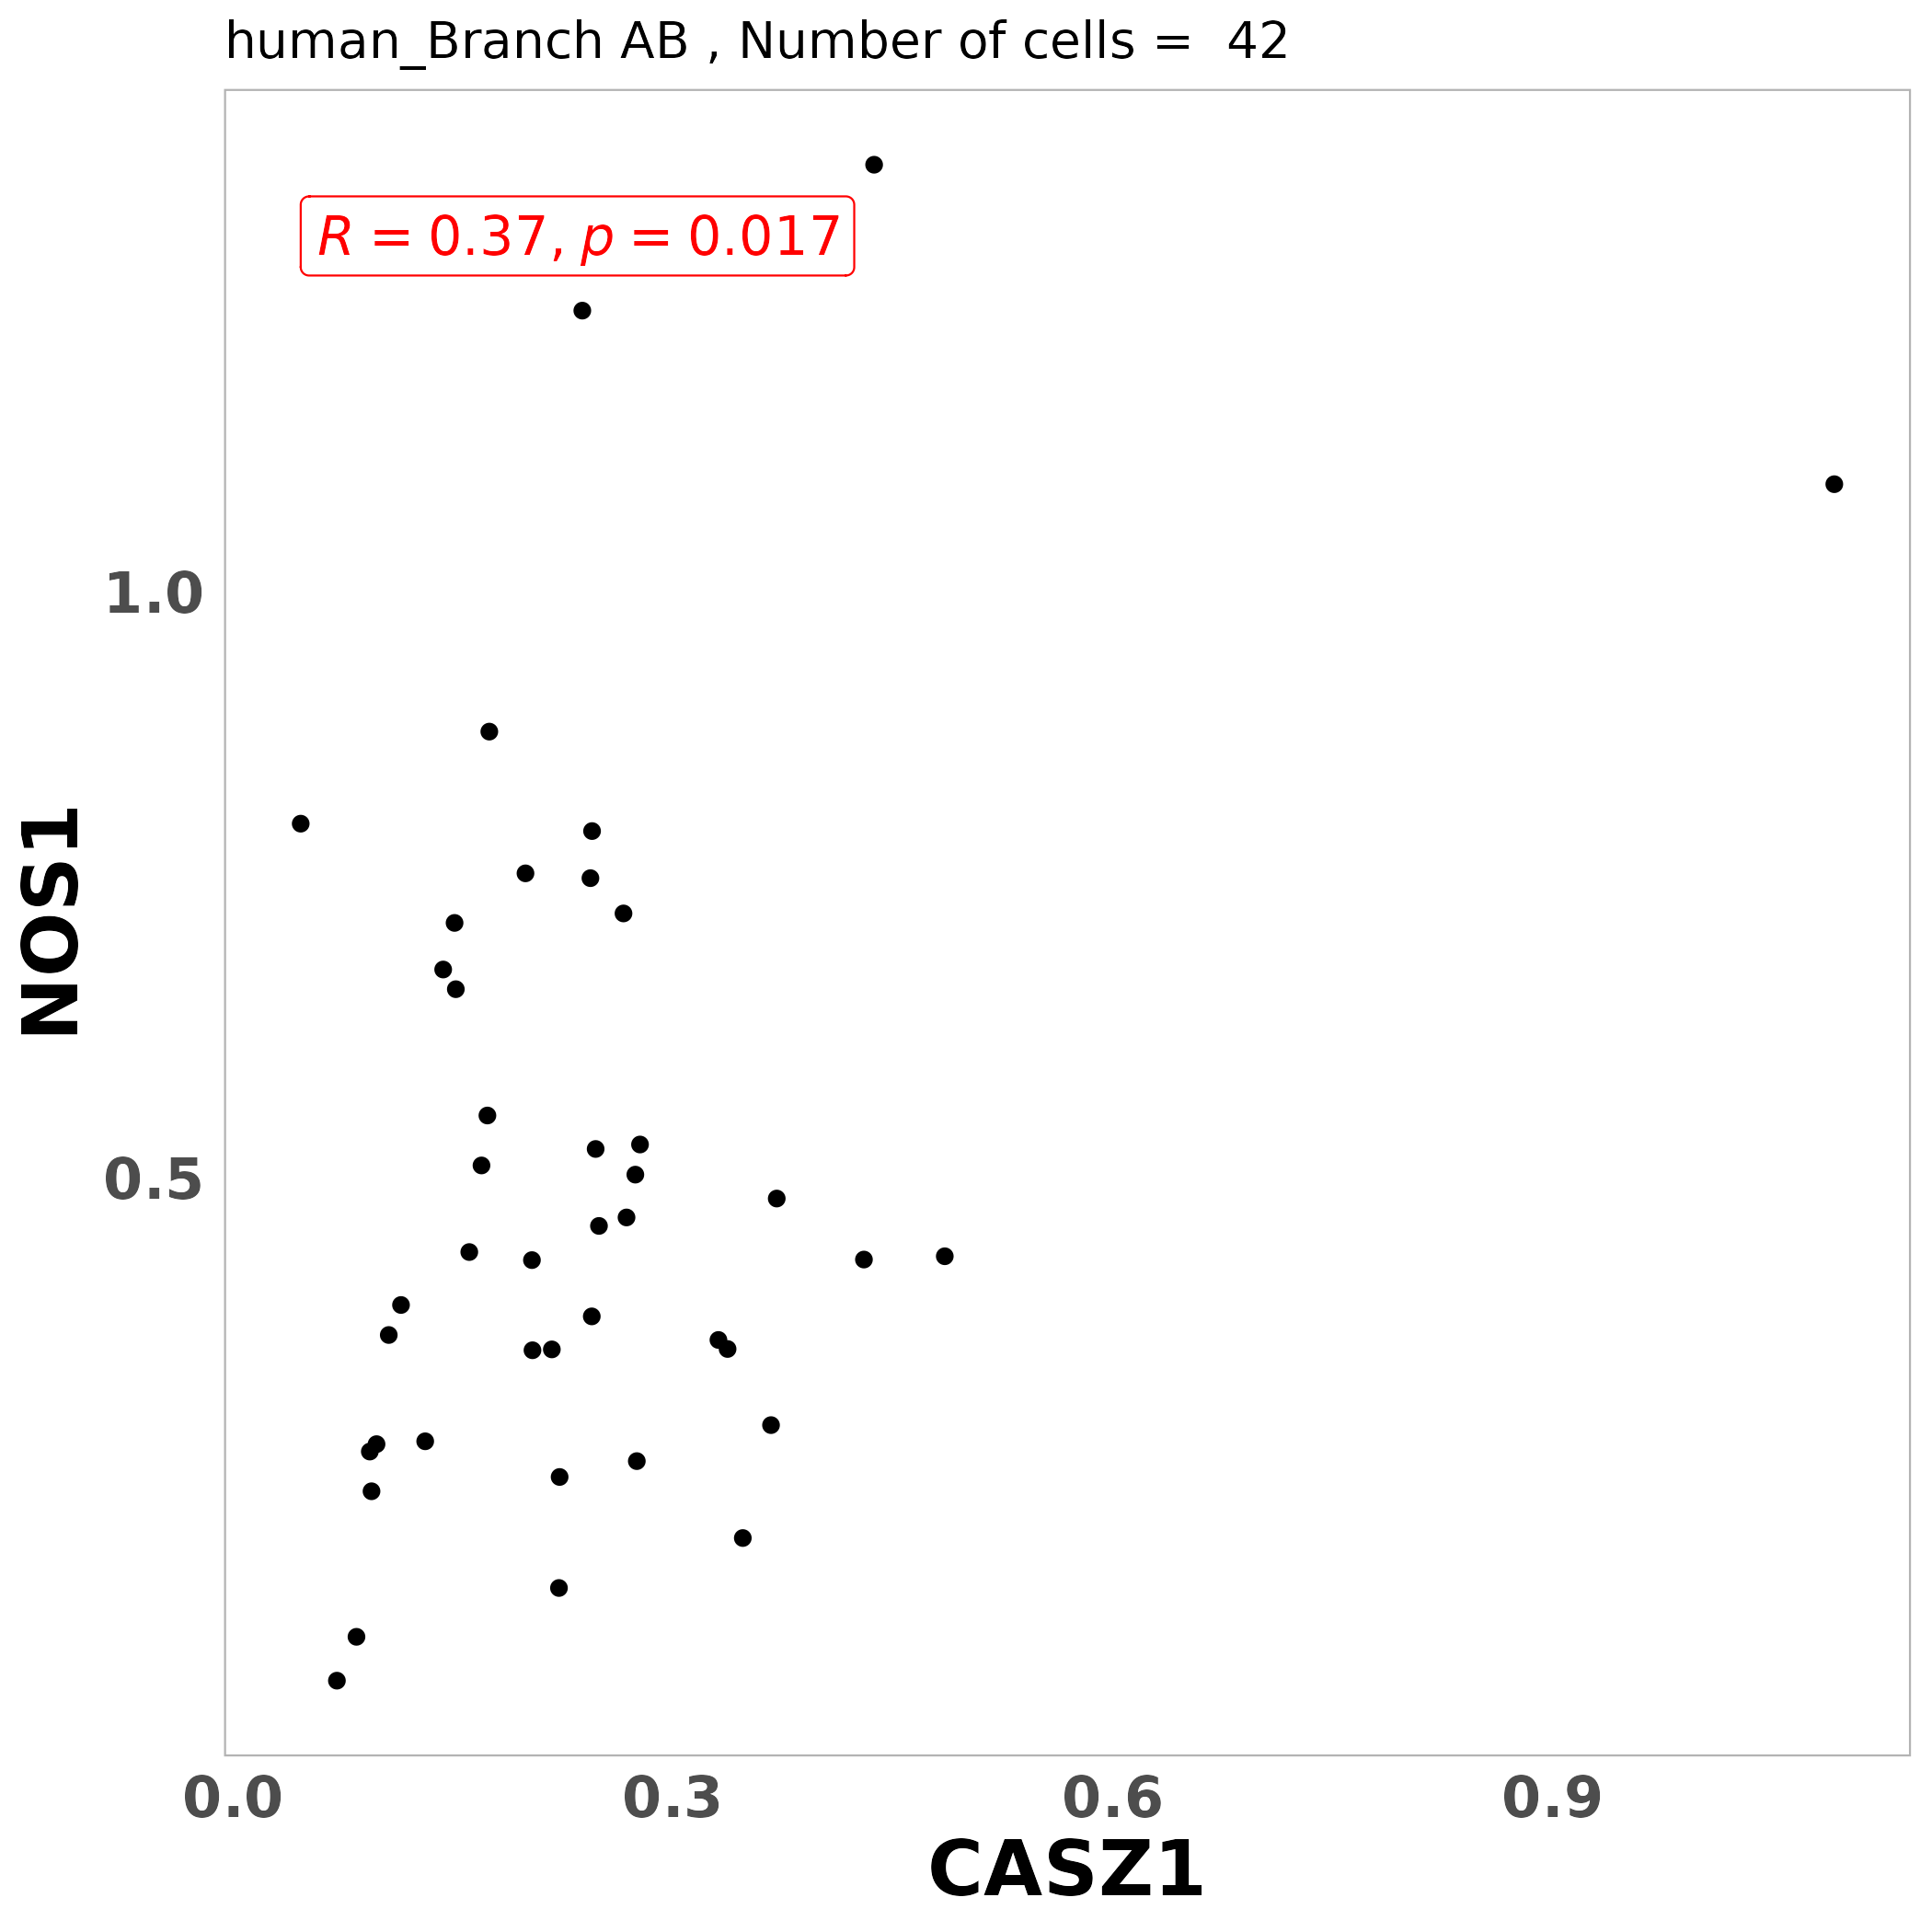 human_Branch AB , Number of cells =  42
R = 0.37, p = 0.017
1.0
0.5
NOS1
0.0 0.3 0.6 0.9
CASZ1